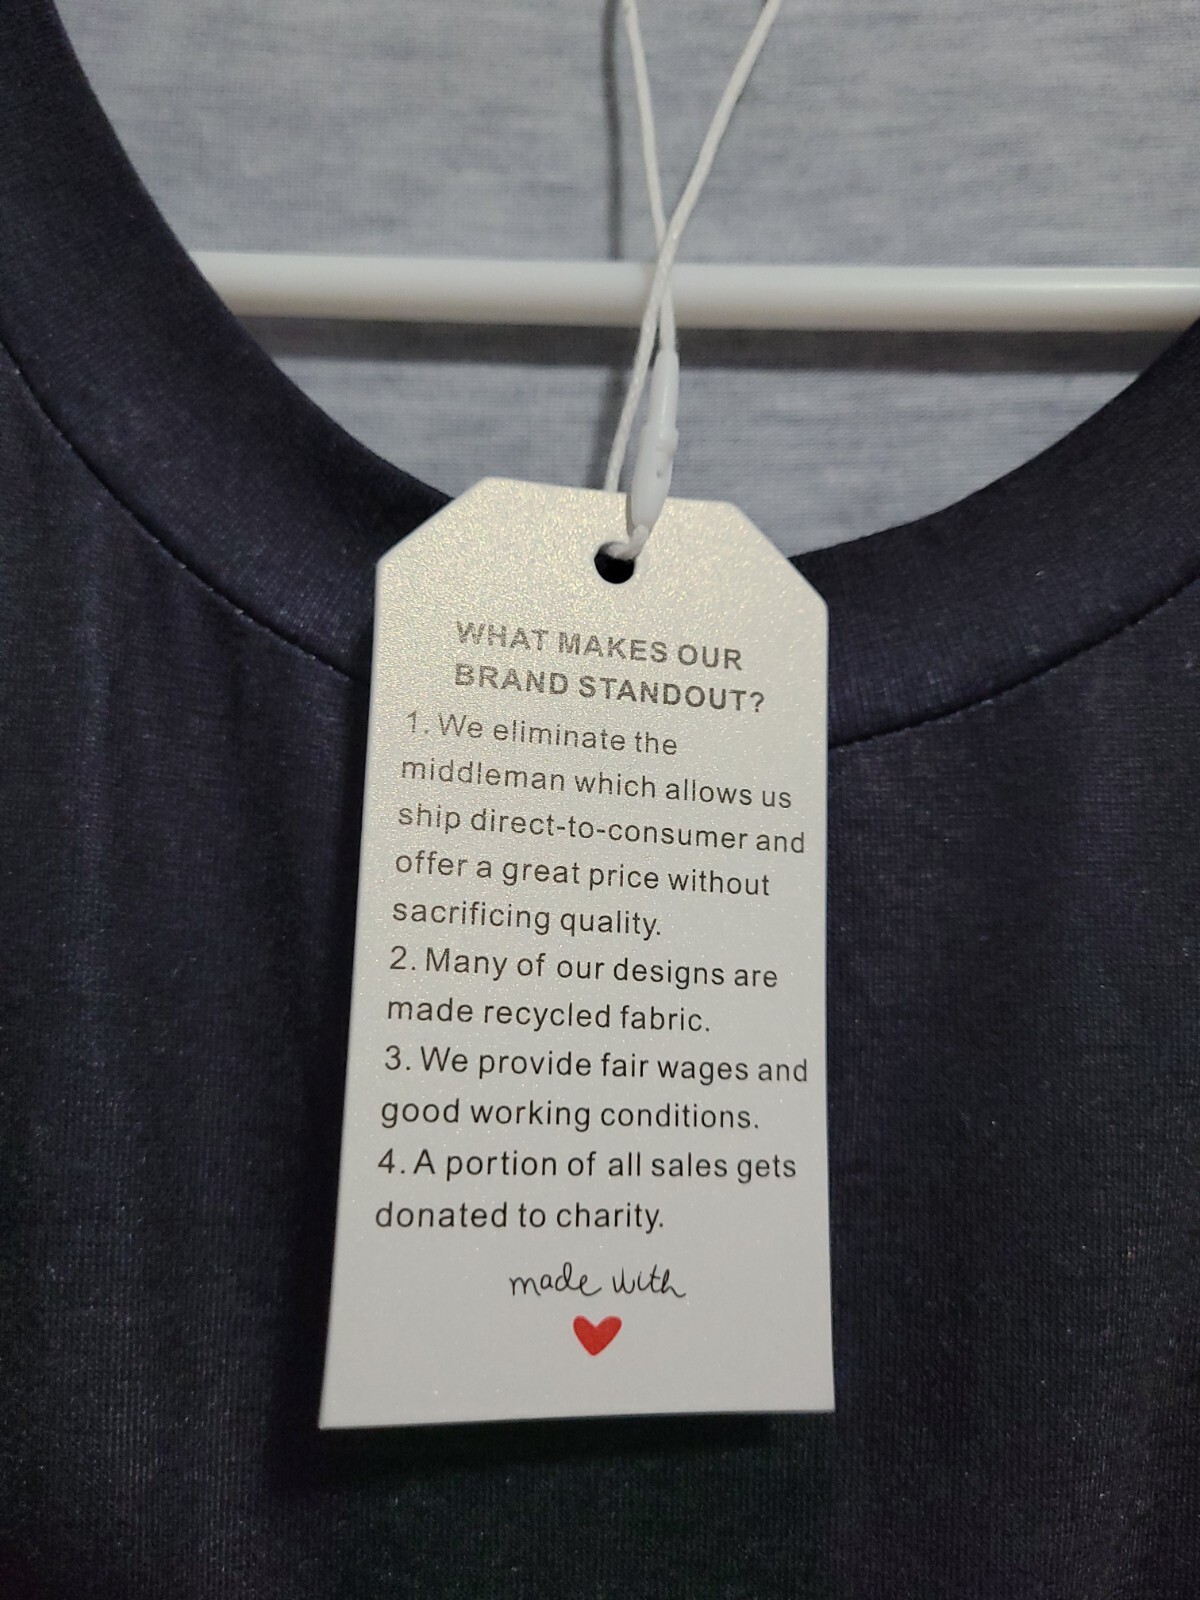 WHAT MAKES OUR
BRAND STANDOUT?
1. We eliminate the
middleman which allows us
ship direct-to-consumer and
offer a great price without
sacrificing quality.
2. Many of our designs are
made recycled fabric.
3. We provide fair wages and
good working conditions.
4. A portion of all sales gets
donated to charity.
made with